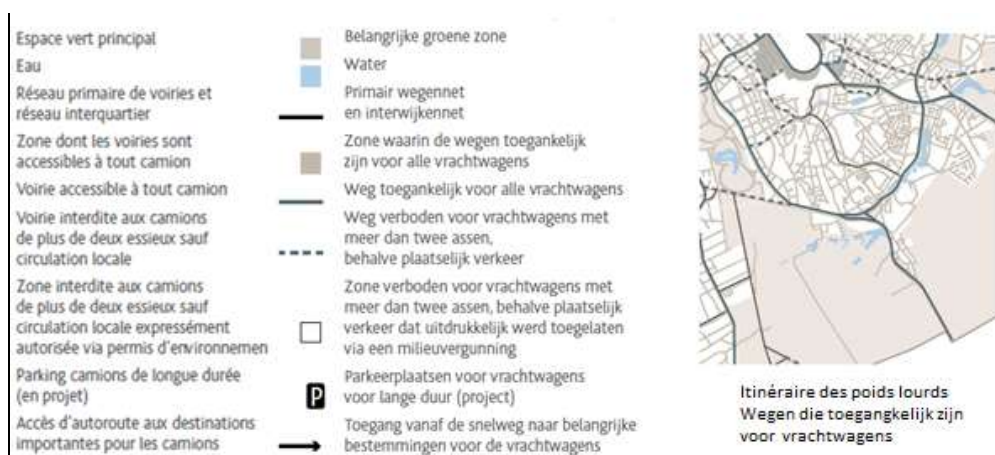 Espace vert principal
Belangrijke groene zone
Eau
Water
Réseau primaire de voiries et
réseau interquartier
Primair wegennet
en interwijkennet
Zone dont les voiries sont
accessibles à tout camion
Zone waarin de wegen toegankelijk
zijn voor alle vrachtwagens
Voirie accessible à tout camion
Weg toegankelijk voor alle vrachtwagens
Voirie interdite aux camions
de plus de deux essieux sauf
circulation locale
Weg verboden voor vrachtwagens met
meer dan twee assen,
behalve plaatselijk verkeer
Zone interdite aux camions
de plus de deux essieux sauf
circulation locale expressément
autorisée via permis d'environnemen
Zone verboden voor vrachtwagens met
meer dan twee assen, behalve plaatselijk
verkeer dat uitdrukkelijk werd toegelaten
via een milieuvergunning
Parking camions de longue durée
(en projet)
P
Parkeerplaatsen voor vrachtwagens
voor lange duur (project)
Accès d'autoroute aux destinations
importantes pour les camions
Toegang vanaf de snelweg naar belangrijke
bestemmingen voor de vrachtwagens
Itinéraire des poids lourds
Wegen die toegangkelijk zijn
voor vrachtwagens